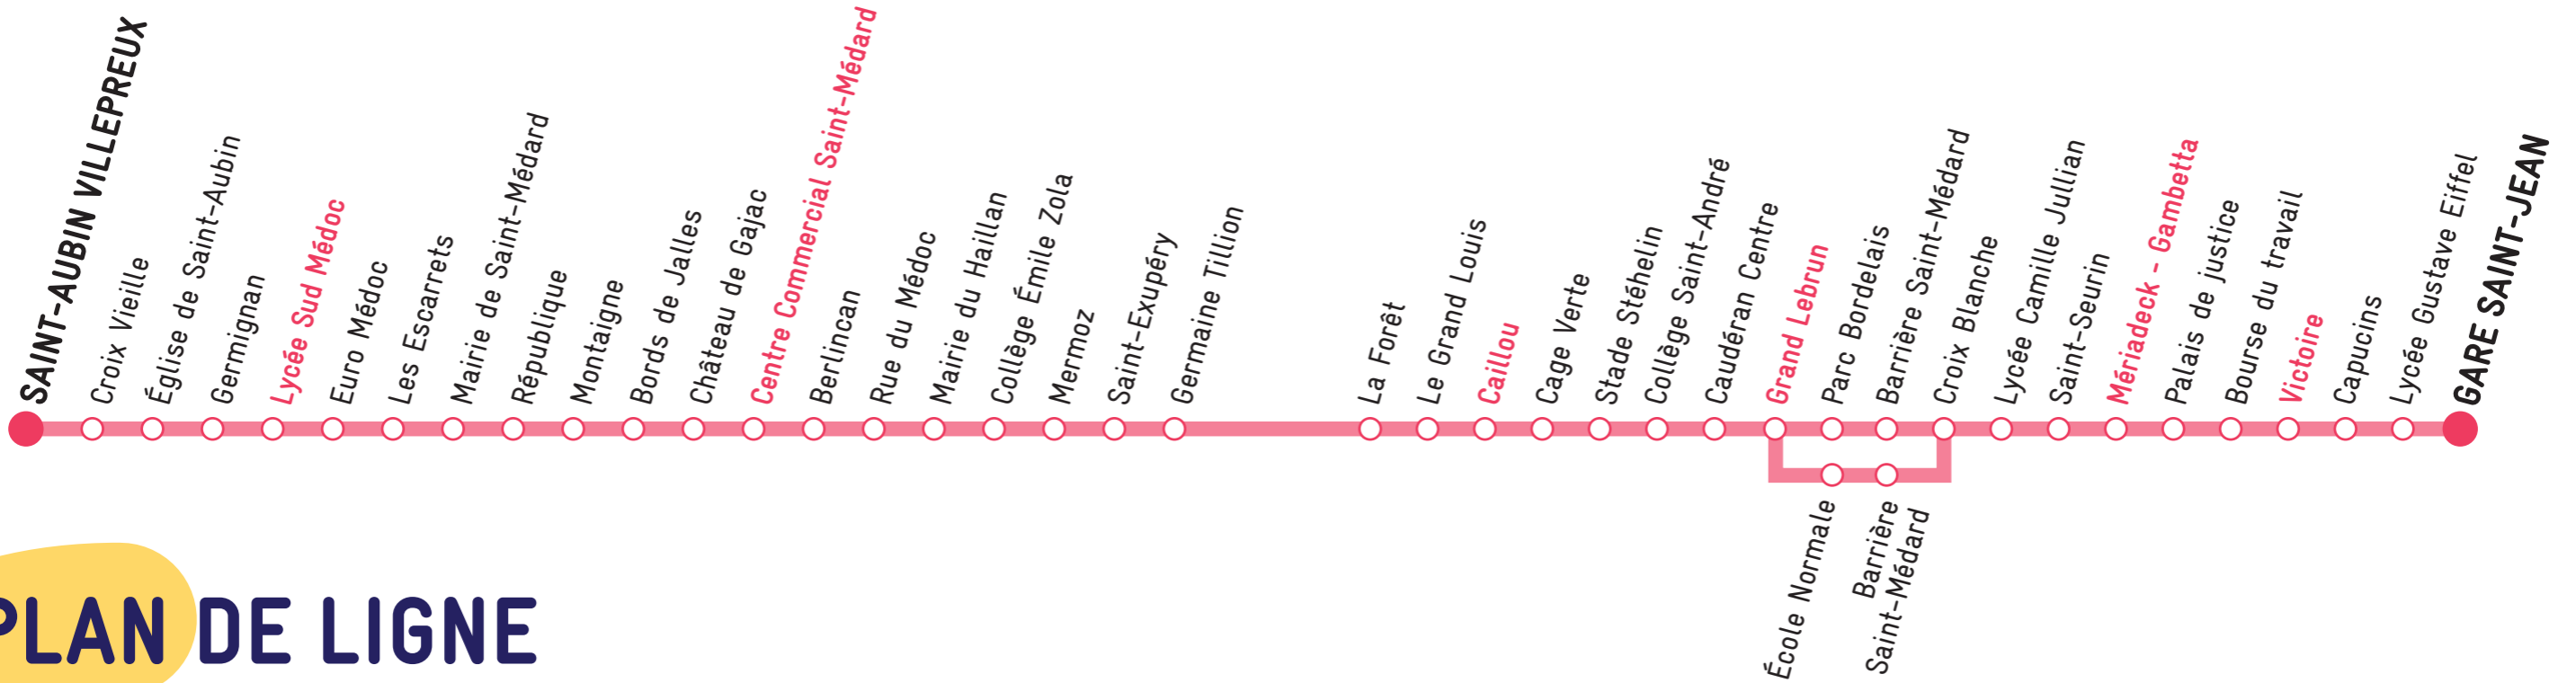 SAINT-AUBIN VILLEPREUX
Croix Vieille
Église de Saint-Aubin
Germignan
Lycée Sud Médoc
Euro Médoc
Les Escarrets
Mairie de Saint-Médard
République
Montaigne
Bords de Jalles
Château de Gajac
Centre Commercial Saint-Médard
Berlincan
Rue du Médoc
Mairie du Haillan
Collège Émile Zola
Mermoz
Saint-Exupéry
Germaine Tillion
La Forêt
Le Grand Louis
Caillou
Cage Verte
Stade Stéhelin
Collège Saint-André
Caudéran Centre
Grand Lebrun
Parc Bordelais
Barrière Saint-Médard
Croix Blanche
Lycée Camille Jullian
Saint-Seurin
Mériadeck - Gambetta
Palais de justice
Bourse du travail
Victoire
Capucins
Lycée Gustave Eiffel
GARE SAINT-JEAN
École Normale
Barrière
Saint-Médard
PLAN DE LIGNE